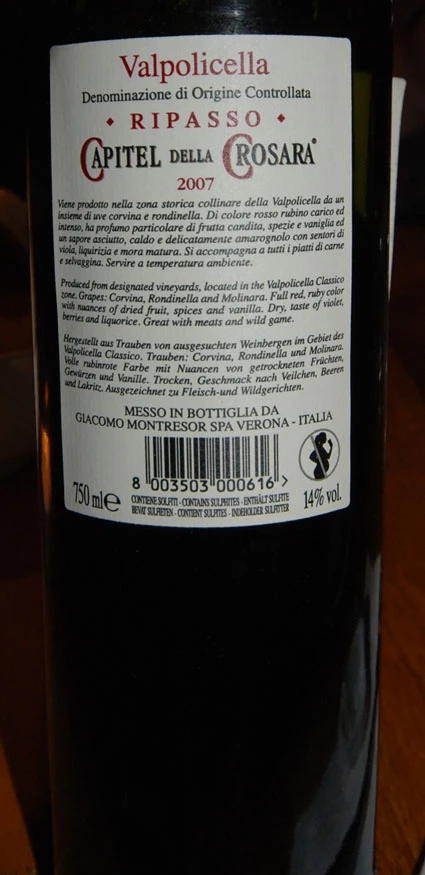 Valpolicella
Denominazione di Origine Controllata
RIPASSO
CAPITEL DELLA CROSARA
2007
Viene prodotto nella zona storica collinare della Valpolicella da un
insieme di uve corvina e rondinella. Di colore rosso rubino carico ed
intenso, ha profumo particolare di frutta candita, spezie e vaniglia ed
un sapore asciutto, caldo e delicatamente amarognolo con sentori di
viola, liquirizia e mora matura. Si accompagna a tutti i piatti di carne
e selvaggina. Servire a temperatura ambiente.
Produced from designated vineyards, located in the Valpolicella Classico
zone. Grapes: Corvina, Rondinella and Molinara. Full red, ruby color
with nuances of dried fruit, spices and vanilla. Dry, taste of violet,
berries and liquorice. Great with meats and wild game.
Hergestellt aus Trauben von ausgesuchten Weinbergen im Gebiet des
Valpolicella Classico. Trauben: Corvina, Rondinella und Molinara.
Volle rubinrote Farbe mit Nuancen von getrockneten Früchten,
Gewürzen und Vanille. Trocken, Geschmack nach Veilchen, Beeren
und Lakritz. Ausgezeichnet zu Fleisch-und Wildgerichten.
MESSO IN BOTTIGLIA DA
GIACOMO MONTRESOR SPA VERONA - ITALIA
8 003503 000616 >
750 ml e
CONTIENE SOLFITI - CONTAINS SULPHITES - ENTHÄLT SULFITE
BEVAT SULFIETEN - CONTIENT SULFITES - INDEHOLDER SULFITTER
14% vol.